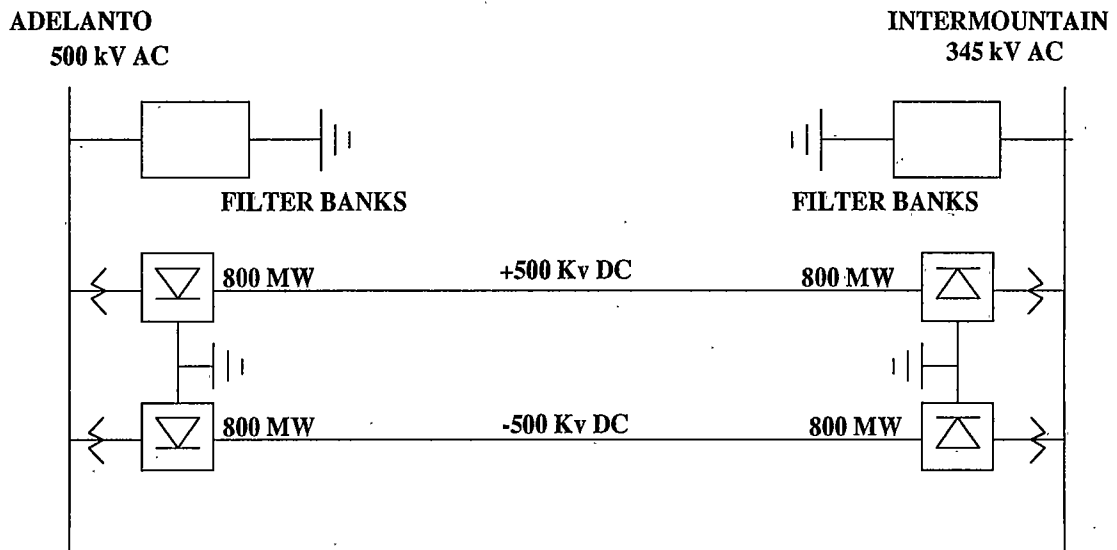 ADELANTO
500 kV AC
INTERMOUNTAIN
345 kV AC
FILTER BANKS
FILTER BANKS
800 MW
+500 Kv DC
800 MW
800 MW
-500 Kv DC
800 MW